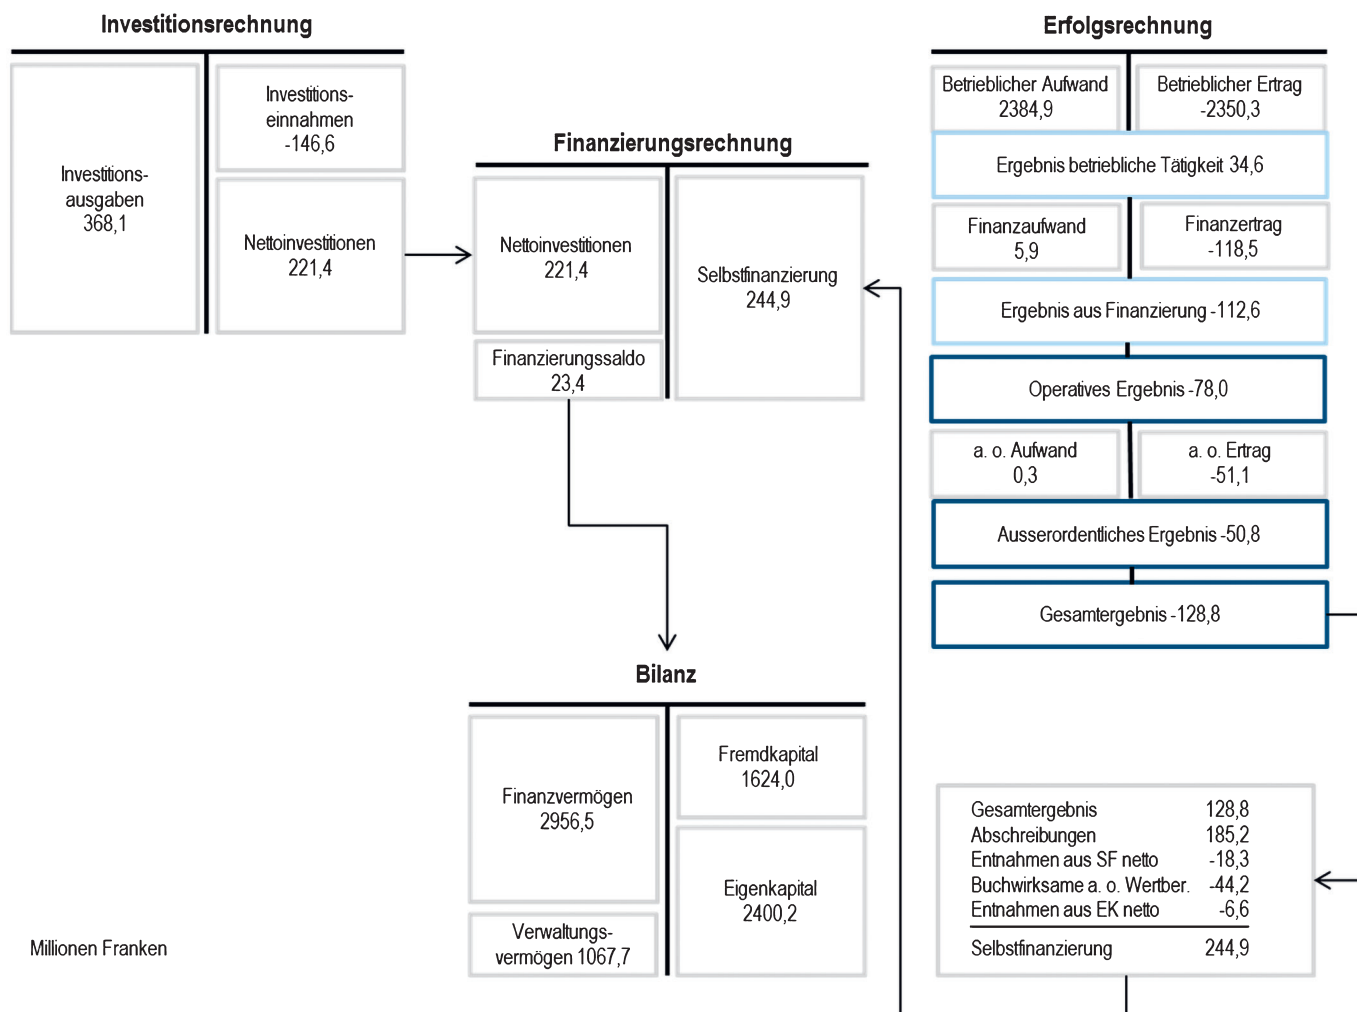 Investitionsrechnung
Investitions-
ausgaben
368,1
Investitions-
einnahmen
-146,6
Nettoinvestitionen
221,4
Finanzierungsrechnung
Nettoinvestitionen
221,4
Finanzierungssaldo
23,4
Selbstfinanzierung
244,9
Erfolgsrechnung
Betrieblicher Aufwand
2384,9
Betrieblicher Ertrag
-2350,3
Ergebnis betriebliche Tätigkeit 34,6
Finanzaufwand
5,9
Finanzertrag
-118,5
Ergebnis aus Finanzierung -112,6
Operatives Ergebnis -78,0
a. o. Aufwand
0,3
a. o. Ertrag
-51,1
Ausserordentliches Ergebnis -50,8
Gesamtergebnis -128,8
Bilanz
Finanzvermögen
2956,5
Verwaltungs-
vermögen 1067,7
Fremdkapital
1624,0
Eigenkapital
2400,2
Gesamtergebnis 128,8
Abschreibungen 185,2
Entnahmen aus SF netto -18,3
Buchwirksame a. o. Wertber. -44,2
Entnahmen aus EK netto -6,6
Selbstfinanzierung 244,9
Millionen Franken